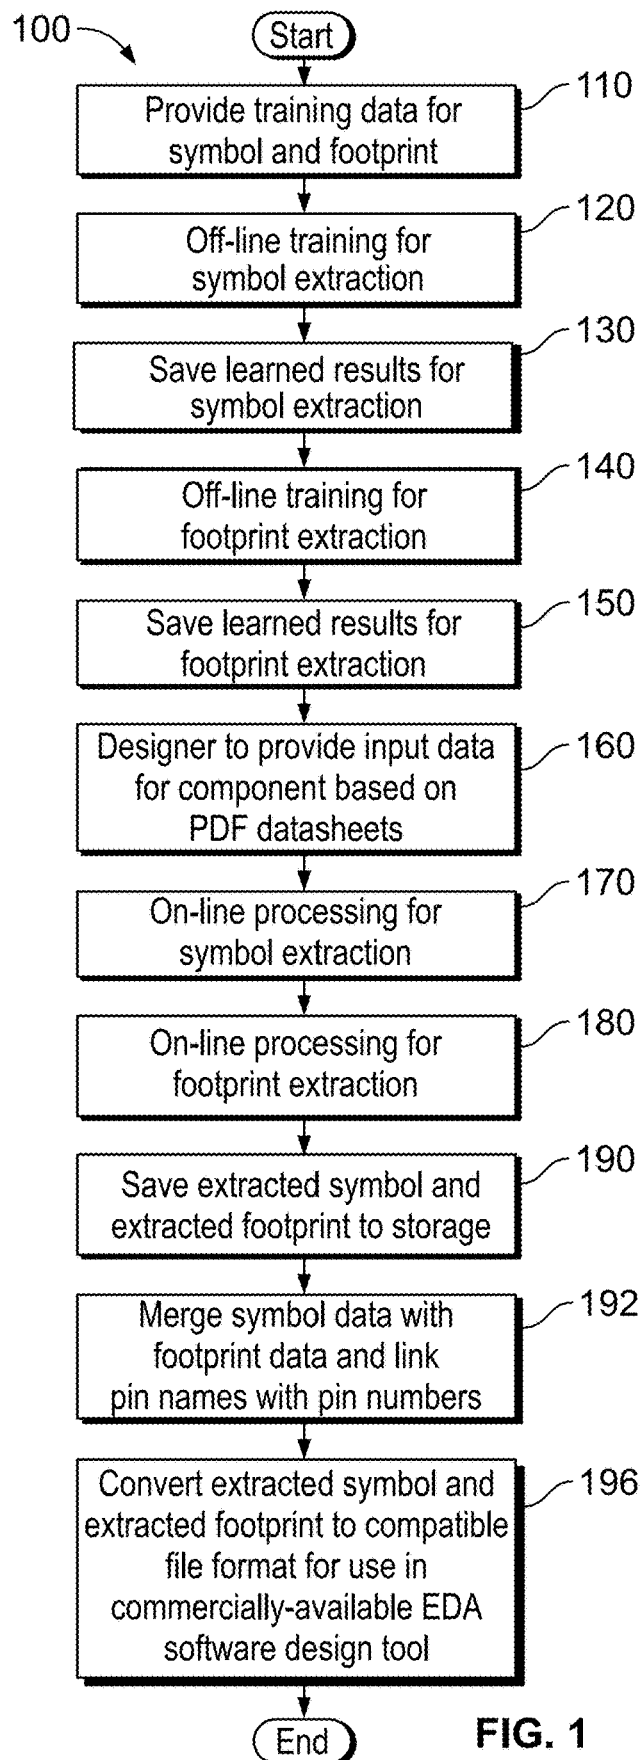 100
Start
110
Provide training data for
symbol and footprint
120
Off-line training for
symbol extraction
130
Save learned results for
symbol extraction
140
Off-line training for
footprint extraction
150
Save learned results for
footprint extraction
160
Designer to provide input data
for component based on
PDF datasheets
170
On-line processing for
symbol extraction
180
On-line processing for
footprint extraction
190
Save extracted symbol and
extracted footprint to storage
192
Merge symbol data with
footprint data and link
pin names with pin numbers
196
Convert extracted symbol and
extracted footprint to compatible
file format for use in
commercially-available EDA
software design tool
End
FIG. 1